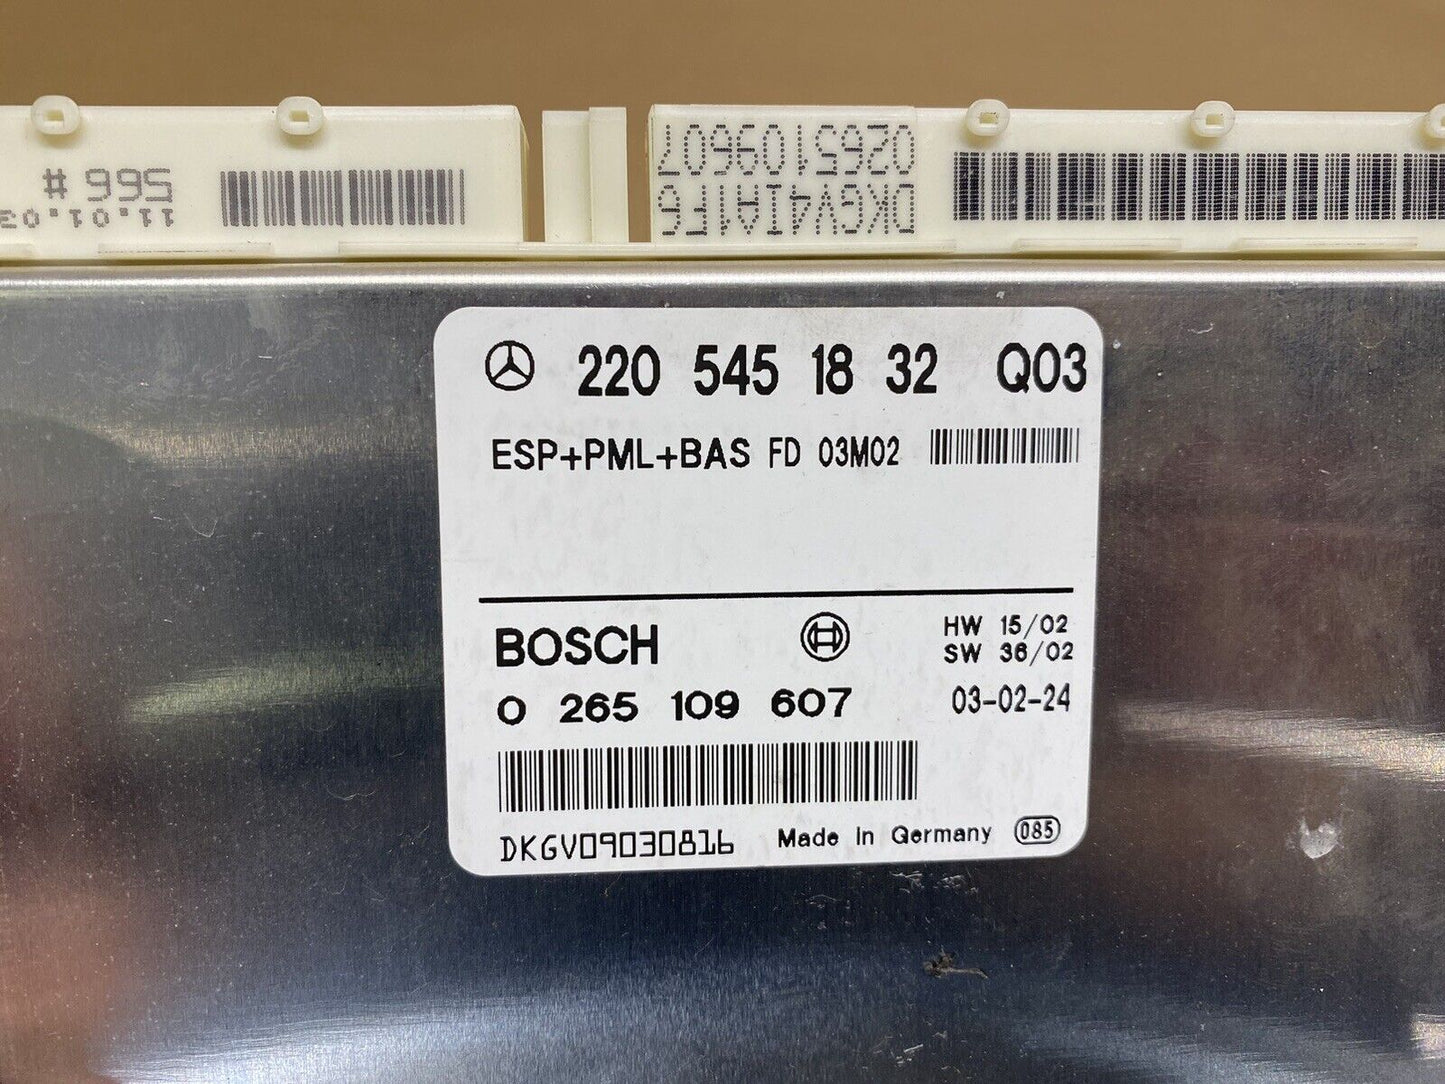 566 #
11.01.03
0265109607
DKGV4IA1F6
220 545 18 32 Q03
ESP+PML+BAS FD 03M02
BOSCH
HW 15/02
SW 36/02
0 265 109 607
03-02-24
DKGV09030816
Made In Germany
085